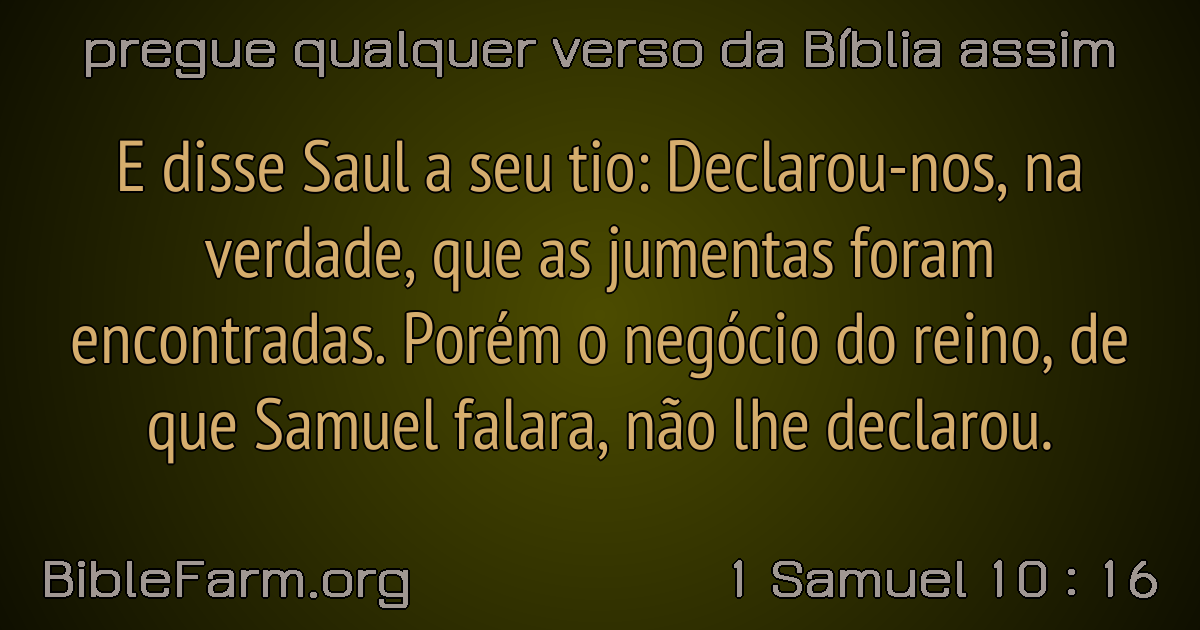 pregue qualquer verso da Bíblia assim
E disse Saul a seu tio: Declarou-nos, na
verdade, que as jumentas foram
encontradas. Porém o negócio do reino, de
que Samuel falara, não lhe declarou.
BibleFarm.org
1 Samuel 10 : 16